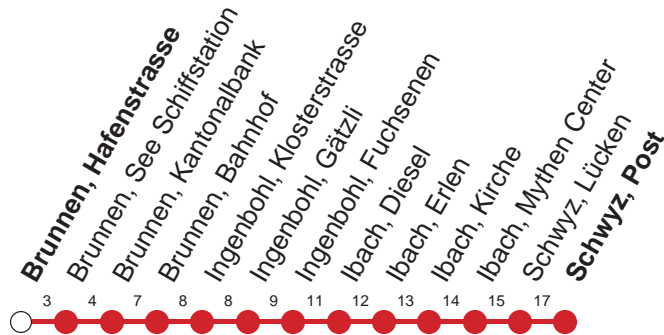 Brunnen, Hafenstrasse
Brunnen, See Schiffstation
Brunnen, Kantonalbank
Brunnen, Bahnhof
Ingenbohl, Klosterstrasse
Ingenbohl, Gätzli
Ingenbohl, Fuchsenen
Ibach, Diesel
Ibach, Erlen
Ibach, Kirche
Ibach, Mythen Center
Schwyz, Lücken
Schwyz, Post
3 4 7 8 8 9 11 12 13 14 15 17